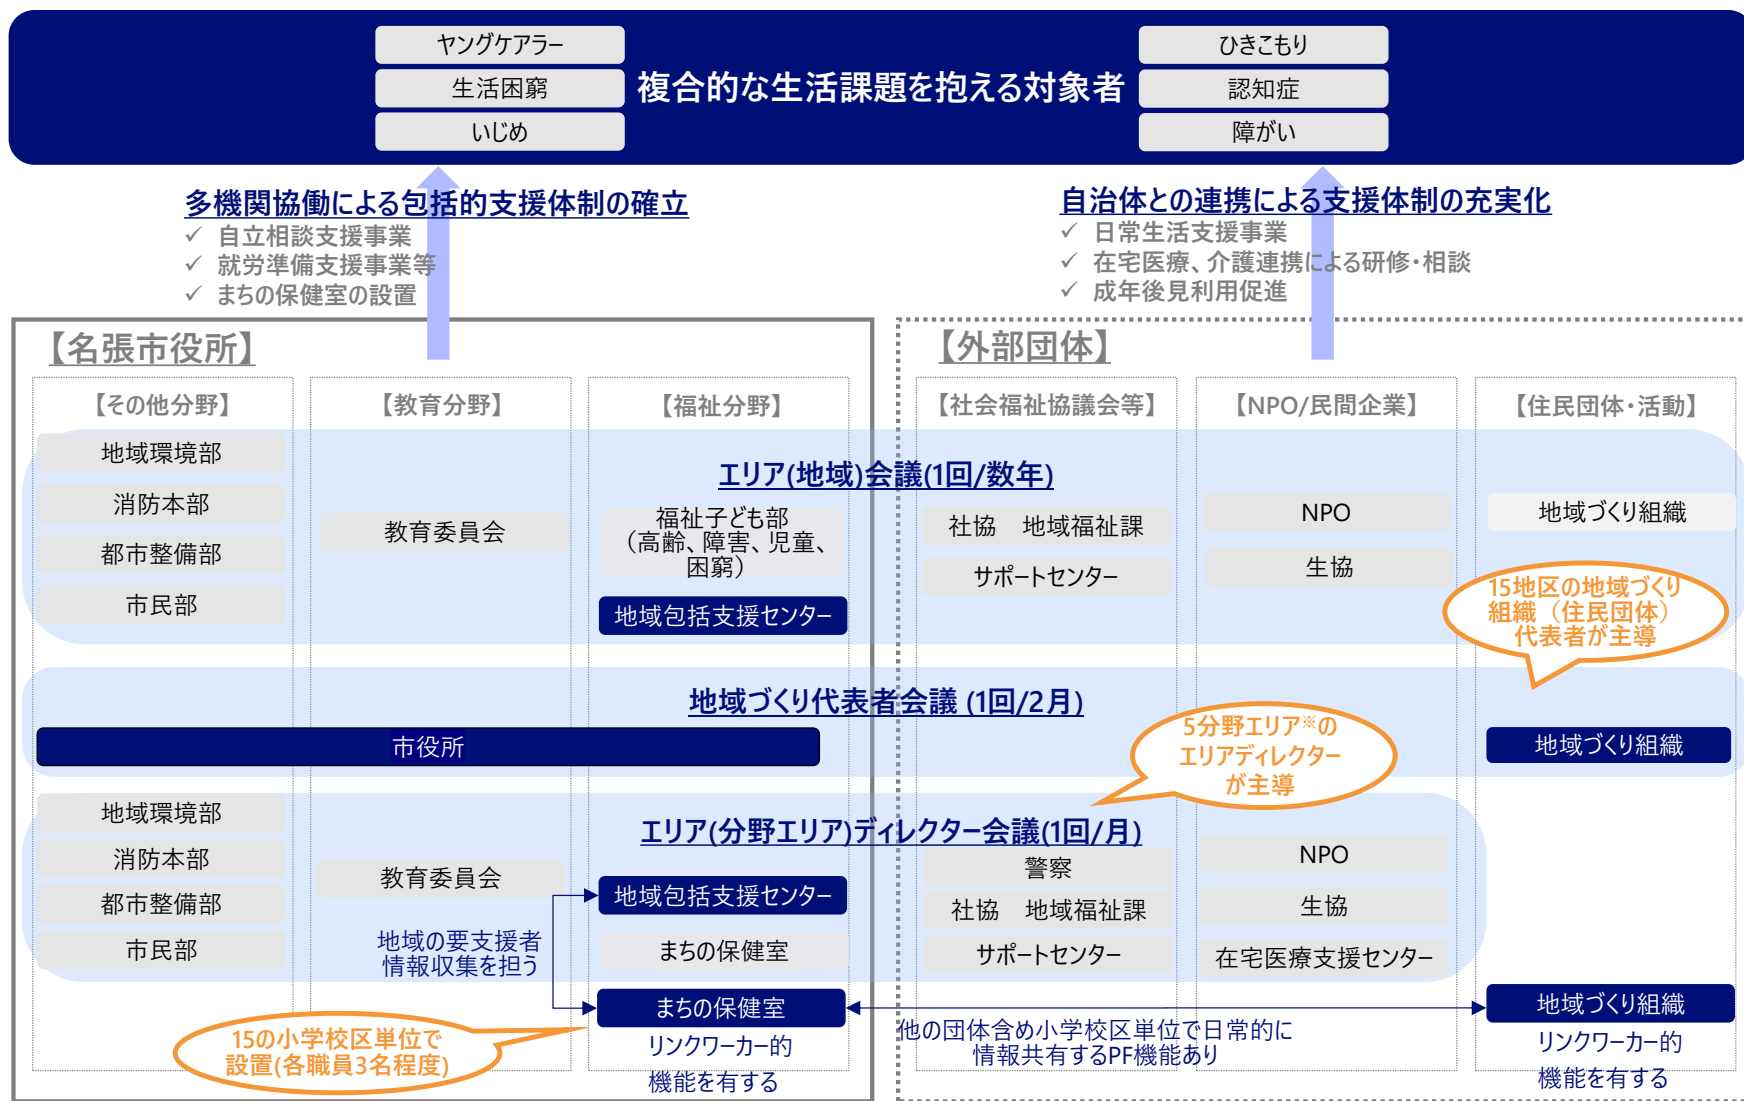 ヤングケアラー
生活困窮
いじめ
複合的な生活課題を抱える対象者
ひきこもり
認知症
障がい
多機関協働による包括的支援体制の確立
✓ 自立相談支援事業
✓ 就労準備支援事業等
✓ まちの保健室の設置
自治体との連携による支援体制の充実化
✓ 日常生活支援事業
✓ 在宅医療、介護連携による研修・相談
✓ 成年後見利用促進
【名張市役所】
【外部団体】
【その他分野】
【教育分野】
【福祉分野】
【社会福祉協議会等】
【NPO/民間企業】
【住民団体・活動】
エリア(地域)会議(1回/数年)
地域環境部
消防本部
都市整備部
市民部
教育委員会
福祉子ども部
（高齢、障害、児童、
困窮）
地域包括支援センター
社協　地域福祉課
サポートセンター
NPO
生協
地域づくり組織
15地区の地域づくり
組織（住民団体）
代表者が主導
地域づくり代表者会議 (1回/2月)
市役所
地域づくり組織
5分野エリア※の
エリアディレクター
が主導
エリア(分野エリア)ディレクター会議(1回/月)
地域環境部
消防本部
都市整備部
市民部
教育委員会
地域包括支援センター
まちの保健室
警察
社協　地域福祉課
サポートセンター
NPO
生協
在宅医療支援センター
地域の要支援者
情報収集を担う
まちの保健室
リンクワーカー的
機能を有する
15の小学校区単位で
設置(各職員3名程度)
他の団体含め小学校区単位で日常的に
情報共有するPF機能あり
地域づくり組織
リンクワーカー的
機能を有する